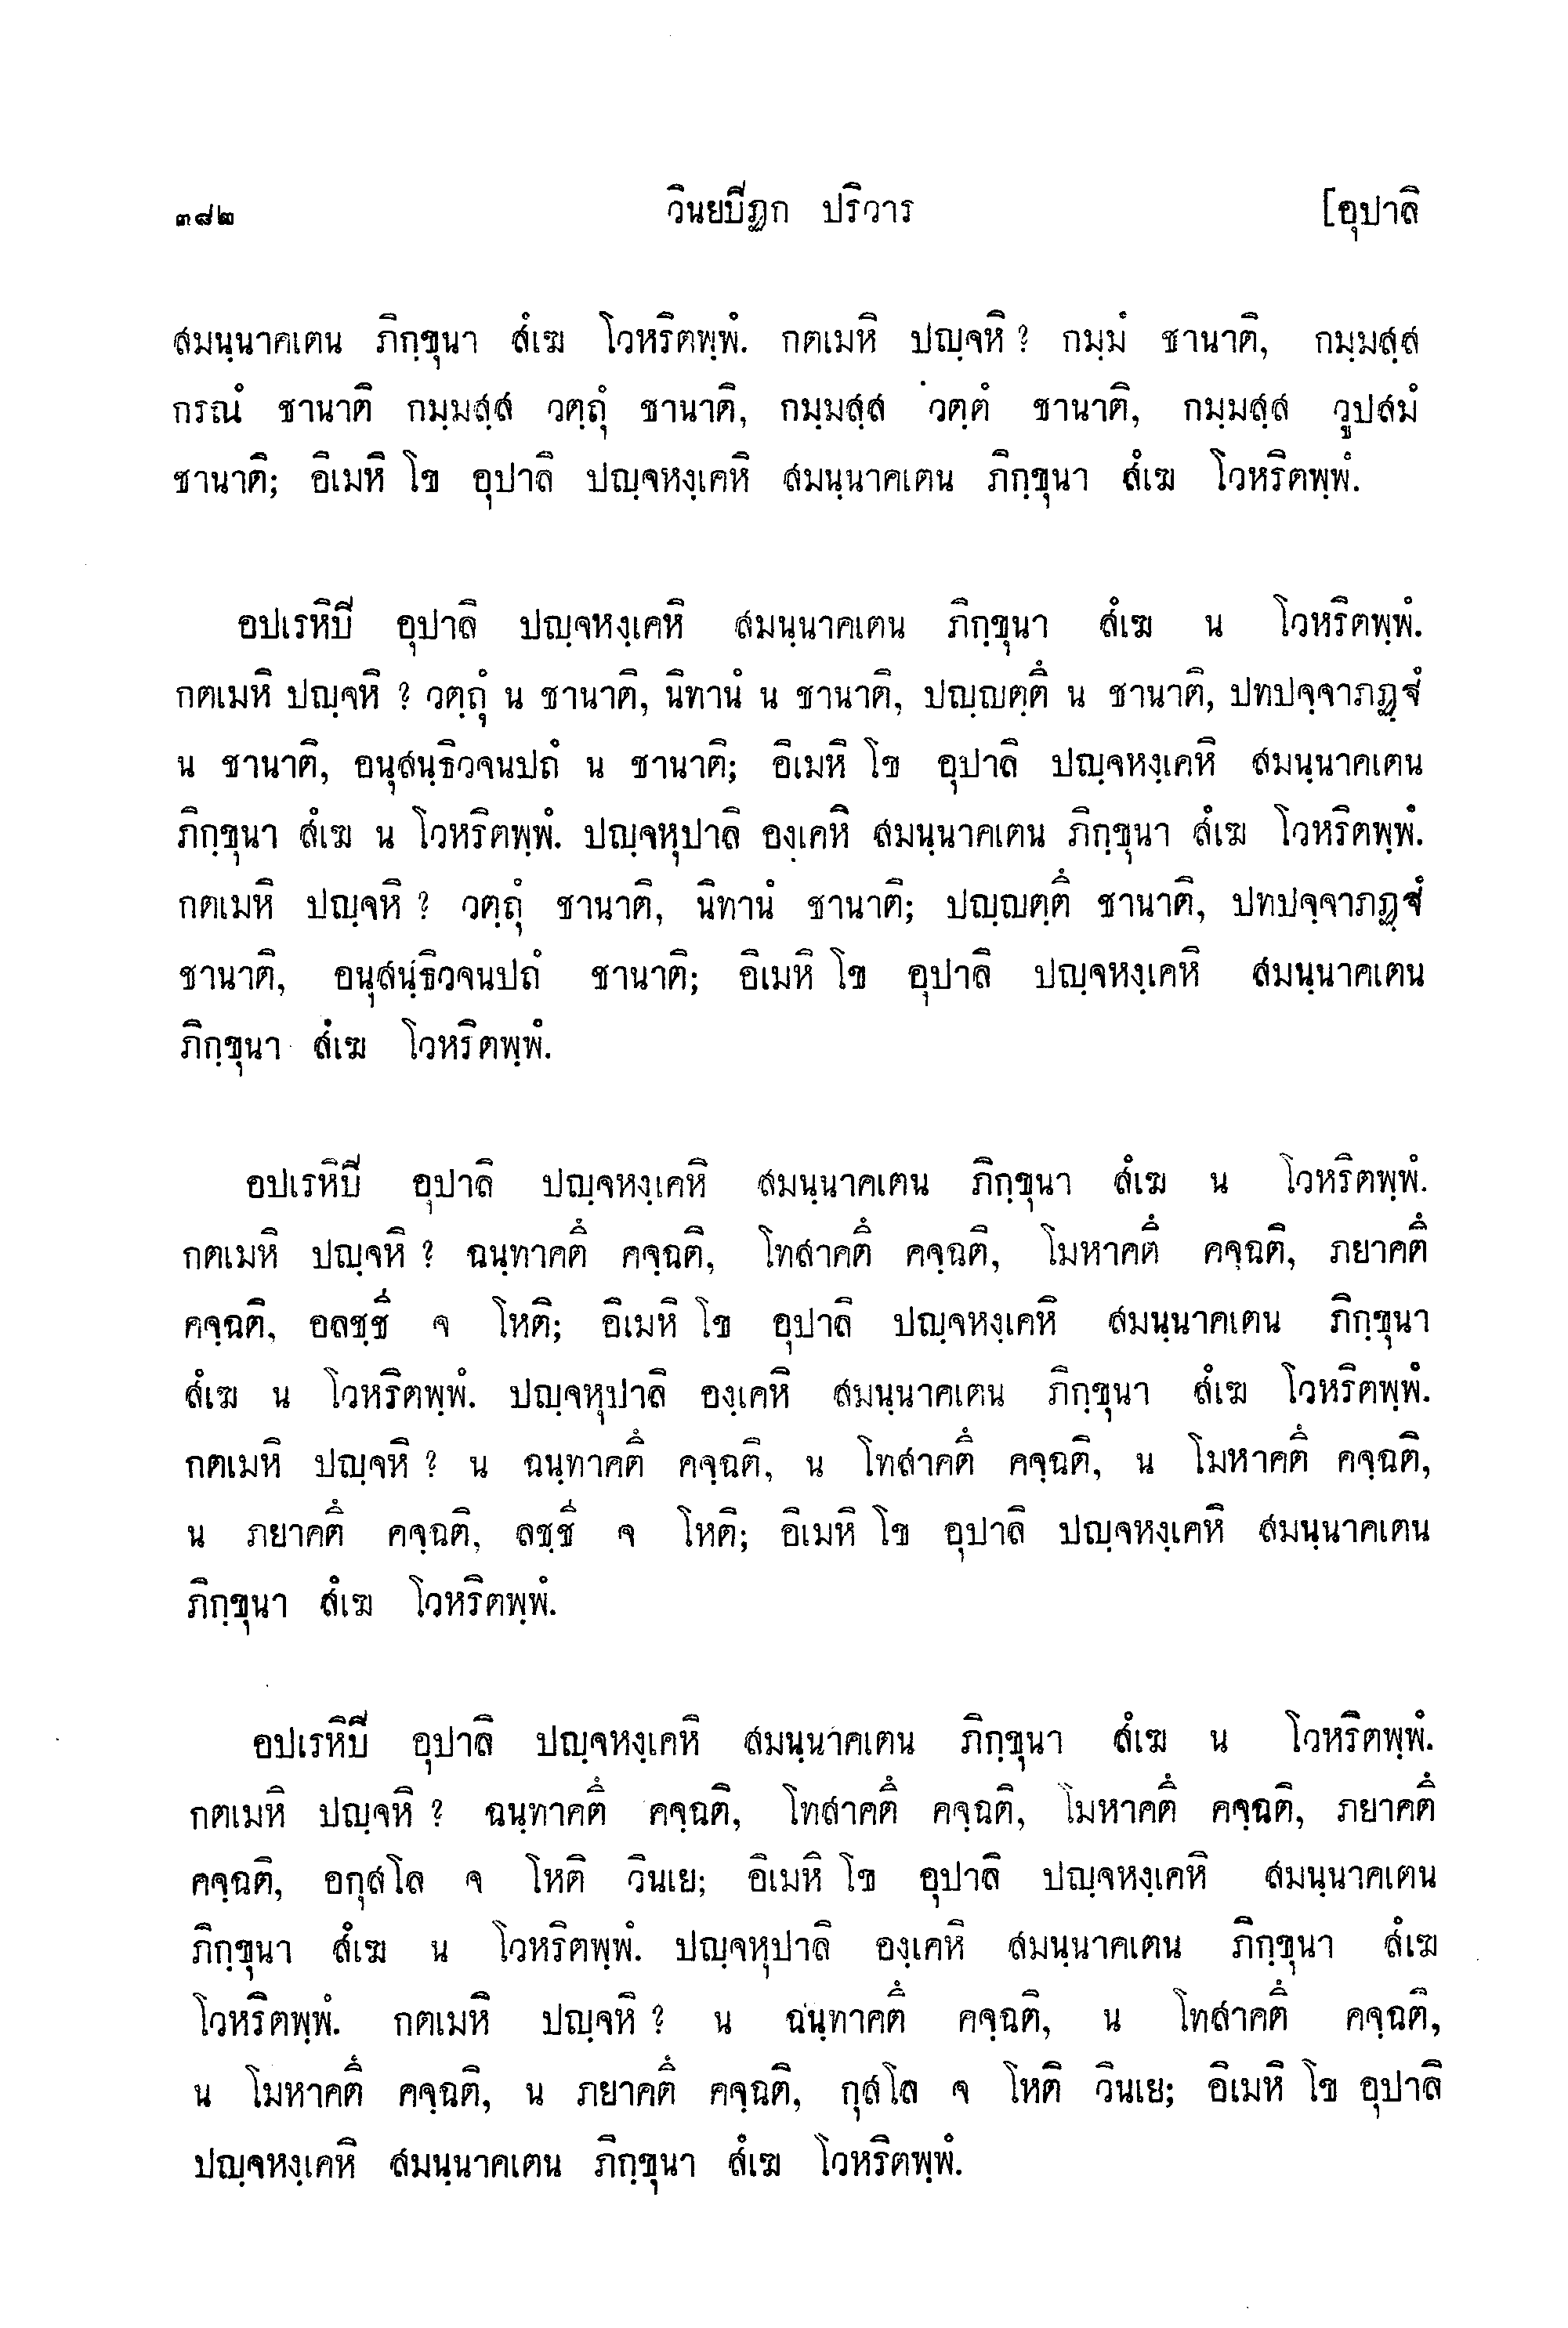 ๓๘๒ วินยปิฏก ปริวาร [อุปาลิ
สมนฺนาคเตน ภิกฺขุนา สํเฆ โวหริตพฺพํ. กตเมหิ ปญฺจหิ ? กมฺมํ ชานาติ, กมฺมสฺส
กรณํ ชานาติ กมฺมสฺส วตฺถุํ ชานาติ, กมฺมสฺส วตฺตํ ชานาติ, กมฺมสฺส วูปสมํ
ชานาติ; อิเมหิ โข อุปาลิ ปญฺจหงฺเคหิ สมนฺนาคเตน ภิกฺขุนา สํเฆ โวหริตพฺพํ.
อปเรหิปิ อุปาลิ ปญฺจหงฺเคหิ สมนฺนาคเตน ภิกฺขุนา สํเฆ น โวหริตพฺพํ.
กตเมหิ ปญฺจหิ ? วตฺถุํ น ชานาติ, นิทานํ น ชานาติ, ปญฺญตฺตึ น ชานาติ, ปทปจฺจาภฏฺฐํ
น ชานาติ, อนุสนฺธิวจนปถํ น ชานาติ; อิเมหิ โข อุปาลิ ปญฺจหงฺเคหิ สมนฺนาคเตน
ภิกฺขุนา สํเฆ น โวหริตพฺพํ. ปญฺจหุปาลิ องฺเคหิ สมนฺนาคเตน ภิกฺขุนา สํเฆ โวหริตพฺพํ.
กตเมหิ ปญฺจหิ ? วตฺถุํ ชานาติ, นิทานํ ชานาติ; ปญฺญตฺตึ ชานาติ, ปทปจฺจาภฏฺฐํ
ชานาติ, อนุสนฺธิวจนปถํ ชานาติ; อิเมหิ โข อุปาลิ ปญฺจหงฺเคหิ สมนฺนาคเตน
ภิกฺขุนา สํเฆ โวหริตพฺพํ.
อปเรหิปิ อุปาลิ ปญฺจหงฺเคหิ สมนฺนาคเตน ภิกฺขุนา สํเฆ น โวหริตพฺพํ.
กตเมหิ ปญฺจหิ ? ฉนฺทาคตึ คจฺฉติ, โทสาคตึ คจฺฉติ, โมหาคตึ คจฺฉติ, ภยาคตึ
คจฺฉติ, อลชฺชี จ โหติ; อิเมหิ โข อุปาลิ ปญฺจหงฺเคหิ สมนฺนาคเตน ภิกฺขุนา
สํเฆ น โวหริตพฺพํ. ปญฺจหุปาลิ องฺเคหิ สมนฺนาคเตน ภิกฺขุนา สํเฆ โวหริตพฺพํ.
กตเมหิ ปญฺจหิ ? น ฉนฺทาคตึ คจฺฉติ, น โทสาคตึ คจฺฉติ, น โมหาคตึ คจฺฉติ,
น ภยาคตึ คจฺฉติ, ลชฺชี จ โหติ; อิเมหิ โข อุปาลิ ปญฺจหงฺเคหิ สมนฺนาคเตน
ภิกฺขุนา สํเฆ โวหริตพฺพํ.
อปเรหิปิ อุปาลิ ปญฺจหงฺเคหิ สมนฺนาคเตน ภิกฺขุนา สํเฆ น โวหริตพฺพํ.
กตเมหิ ปญฺจหิ ? ฉนฺทาคตึ คจฺฉติ, โทสาคตึ คจฺฉติ, โมหาคตึ คจฺฉติ, ภยาคตึ
คจฺฉติ, อกุสโล จ โหติ วินเย; อิเมหิ โข อุปาลิ ปญฺจหงฺเคหิ สมนฺนาคเตน
ภิกฺขุนา สํเฆ น โวหริตพฺพํ. ปญฺจหุปาลิ องฺเคหิ สมนฺนาคเตน ภิกฺขุนา สํเฆ
โวหริตพฺพํ. กตเมหิ ปญฺจหิ ? น ฉนฺทาคตึ คจฺฉติ, น โทสาคตึ คจฺฉติ,
น โมหาคตึ คจฺฉติ, น ภยาคตึ คจฺฉติ, กุสโล จ โหติ วินเย; อิเมหิ โข อุปาลิ
ปญฺจหงฺเคหิ สมนฺนาคเตน ภิกฺขุนา สํเฆ โวหริตพฺพํ.